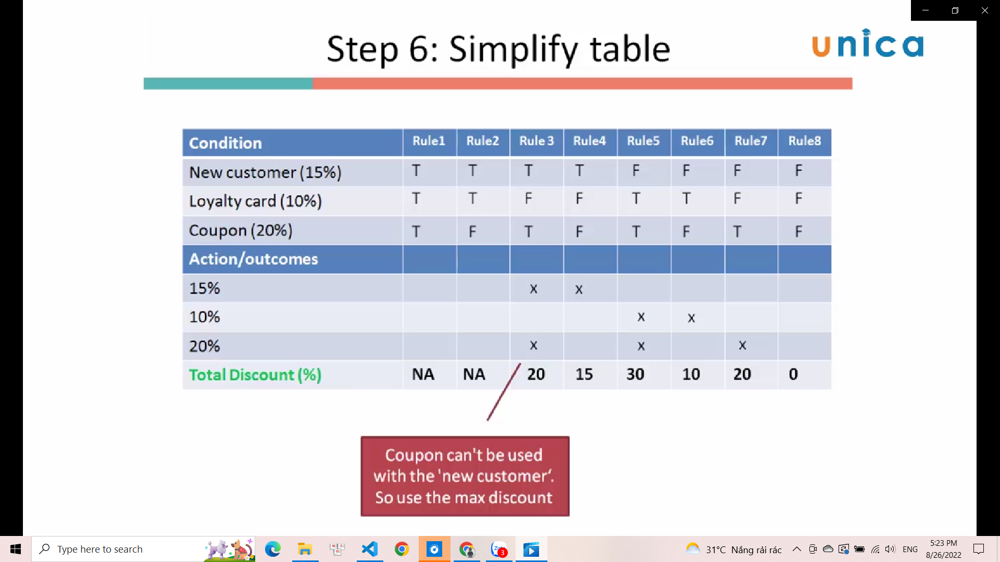 Step 6: Simplify table
unica
Condition Rule1 Rule2 Rule 3 Rule4 Rule5 Rule6 Rule7 Rule8
New customer (15%) T T T T F F F F
Loyalty card (10%) T T F F T T F F
Coupon (20%) T F T F T F T F
Action/outcomes
15% x x
10% x x
20% x x x
Total Discount (%) NA NA 20 15 30 10 20 0
Coupon can't be used
with the 'new customer‘.
So use the max discount
Type here to search
3
31°C Nắng rải rác
ENG
5:23 PM
8/26/2022